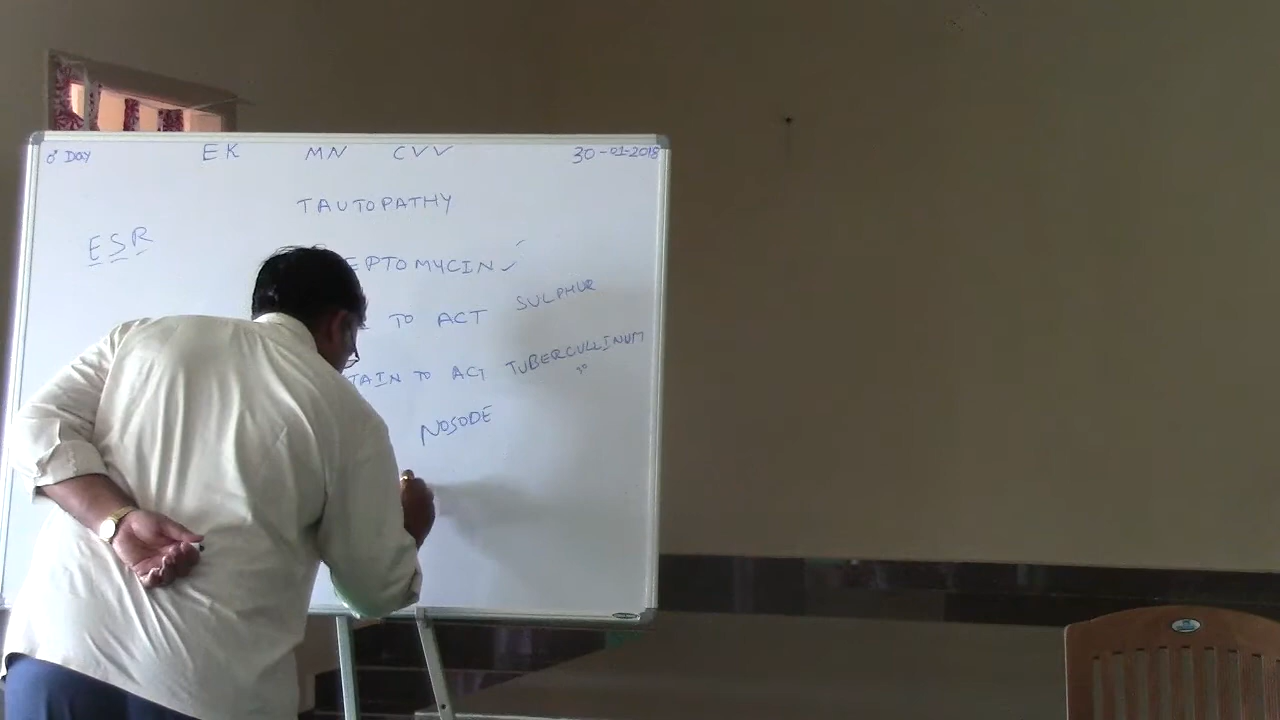 ♂ Day EK MN CVV 30-01-2018
TAUTOPATHY
ESR
EPTOMYCIN ✓
TO ACT SULPHUR
TAIN TO ACT TUBERCULLINUM
NOSODE